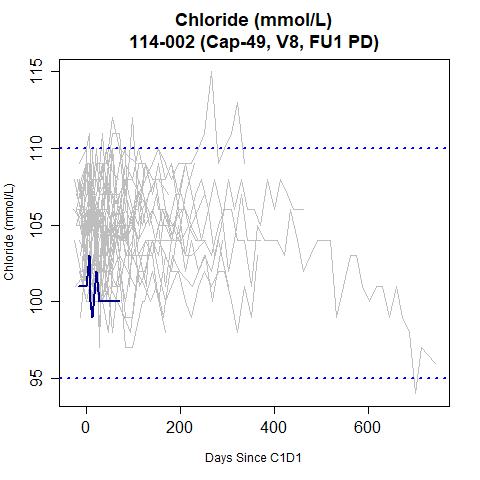 Chloride (mmol/L)
114-002 (Cap-49, V8, FU1 PD)
Chloride (mmol/L)
115
110
105
100
95
0
200
400
600
Days Since C1D1